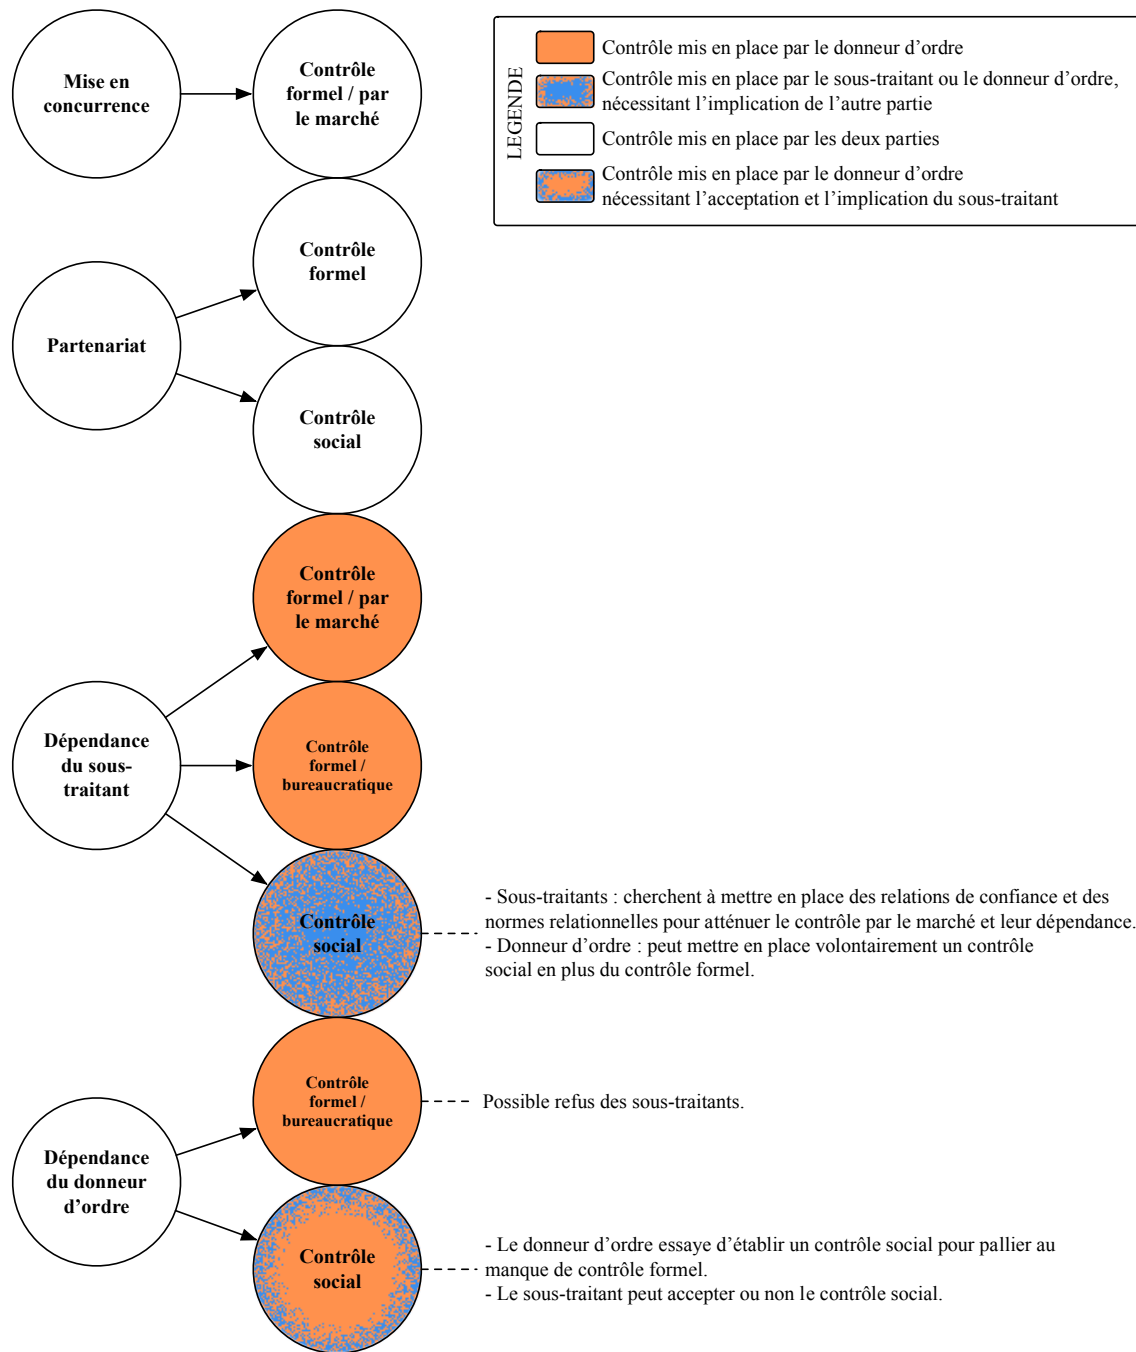 Mise en
concurrence
Contrôle
formel / par
le marché
LEGENDE
Contrôle mis en place par le donneur d’ordre
Contrôle mis en place par le sous-traitant ou le donneur d’ordre,
nécessitant l’implication de l’autre partie
Contrôle mis en place par les deux parties
Contrôle mis en place par le donneur d’ordre
nécessitant l’acceptation et l’implication du sous-traitant
Partenariat
Contrôle
formel
Contrôle
social
Dépendance
du sous-
traitant
Contrôle
formel / par
le marché
Contrôle
formel /
bureaucratique
Contrôle
social
- Sous-traitants : cherchent à mettre en place des relations de confiance et des
normes relationnelles pour atténuer le contrôle par le marché et leur dépendance.
- Donneur d’ordre : peut mettre en place volontairement un contrôle
social en plus du contrôle formel.
Dépendance
du donneur
d’ordre
Contrôle
formel /
bureaucratique
Possible refus des sous-traitants.
Contrôle
social
- Le donneur d’ordre essaye d’établir un contrôle social pour pallier au
manque de contrôle formel.
- Le sous-traitant peut accepter ou non le contrôle social.